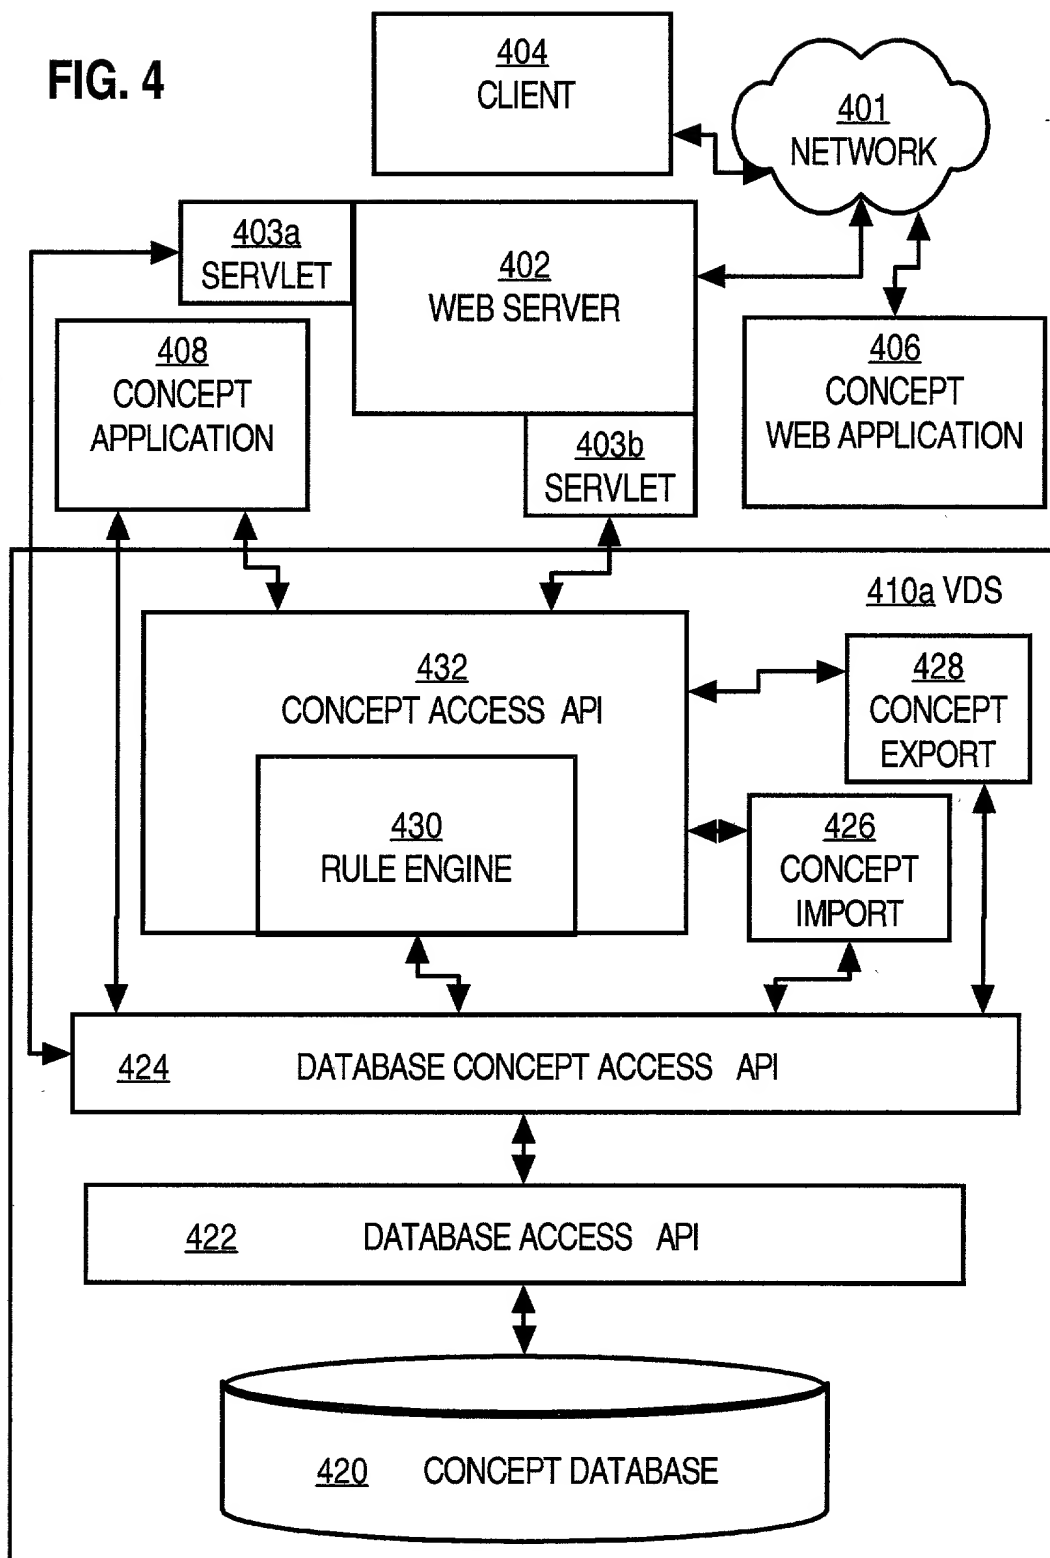 FIG. 4
404
CLIENT
401
NETWORK
403a
SERVLET
402
WEB SERVER
408
CONCEPT
APPLICATION
406
CONCEPT
WEB APPLICATION
403b
SERVLET
410a VDS
432
CONCEPT ACCESS API
428
CONCEPT
EXPORT
430
RULE ENGINE
426
CONCEPT
IMPORT
424 DATABASE CONCEPT ACCESS API
422 DATABASE ACCESS API
420 CONCEPT DATABASE